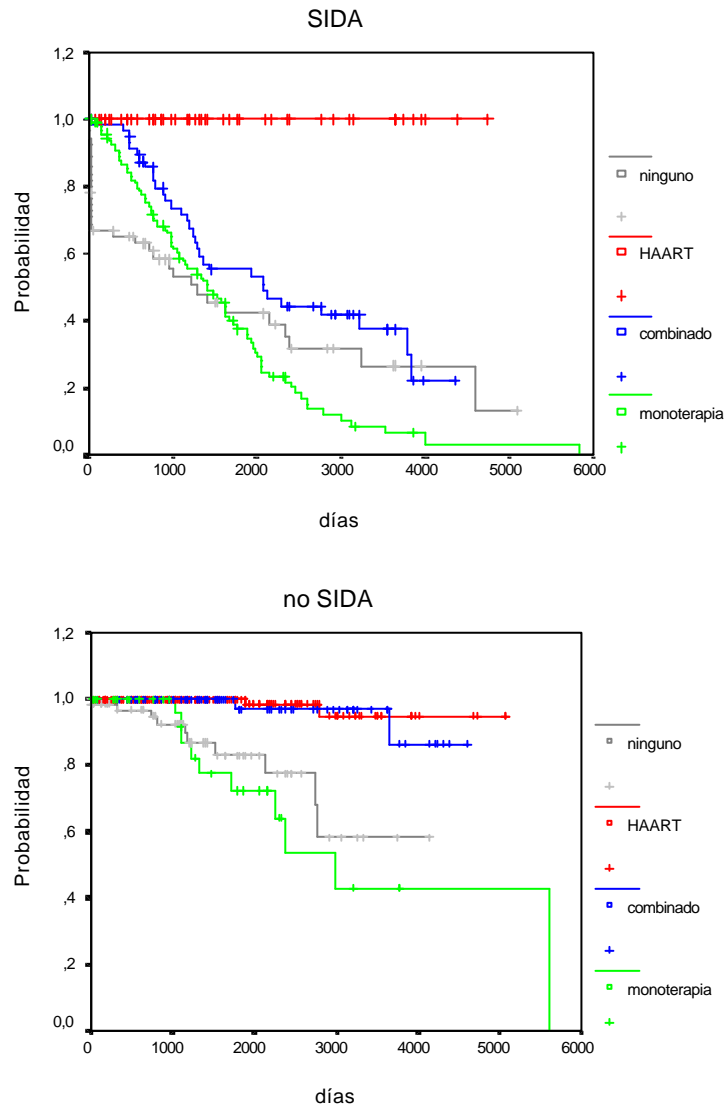 SIDA
1,2
1,0
,8
,6
,4
,2
0,0
Probabilidad
0 1000 2000 3000 4000 5000 6000
días
ninguno
HAART
combinado
monoterapia
no SIDA
1,2
1,0
,8
,6
,4
,2
0,0
Probabilidad
0 1000 2000 3000 4000 5000 6000
días
ninguno
HAART
combinado
monoterapia